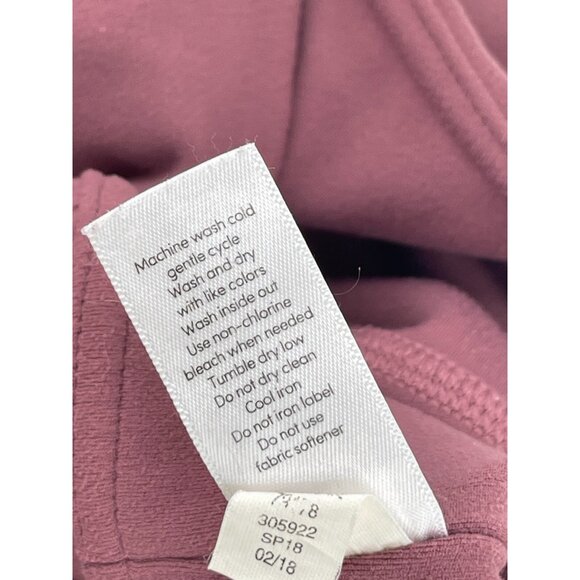 Machine wash cold
gentle cycle
Wash and dry
with like colors
Wash inside out
Use non-chlorine
bleach when needed
Tumble dry low
Do not dry clean
Cool iron
Do not iron label
Do not use
fabric softener
305922
SP18
02/18